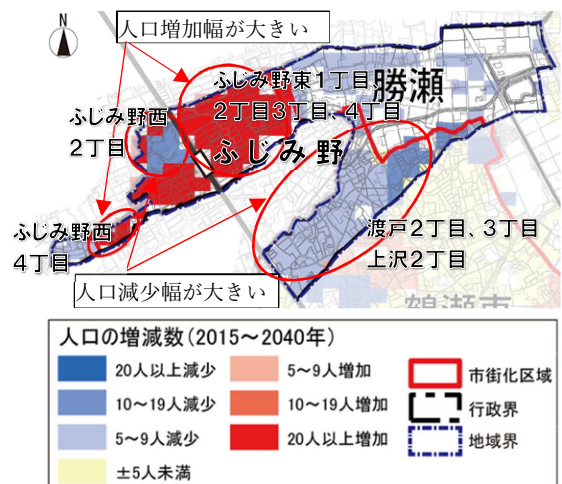 N
人口増加幅が大きい
ふじみ野東1丁目、
2丁目3丁目、4丁目
勝瀬
ふじみ野西
2丁目
ふじみ野
ふじみ野西
4丁目
渡戸2丁目、3丁目
上沢2丁目
人口減少幅が大きい
人口の増減数(2015~2040年)
20人以上減少
10~19人減少
5~9人減少
±5人未満
5~9人増加
10~19人増加
20人以上増加
市街化区域
行政界
地域界